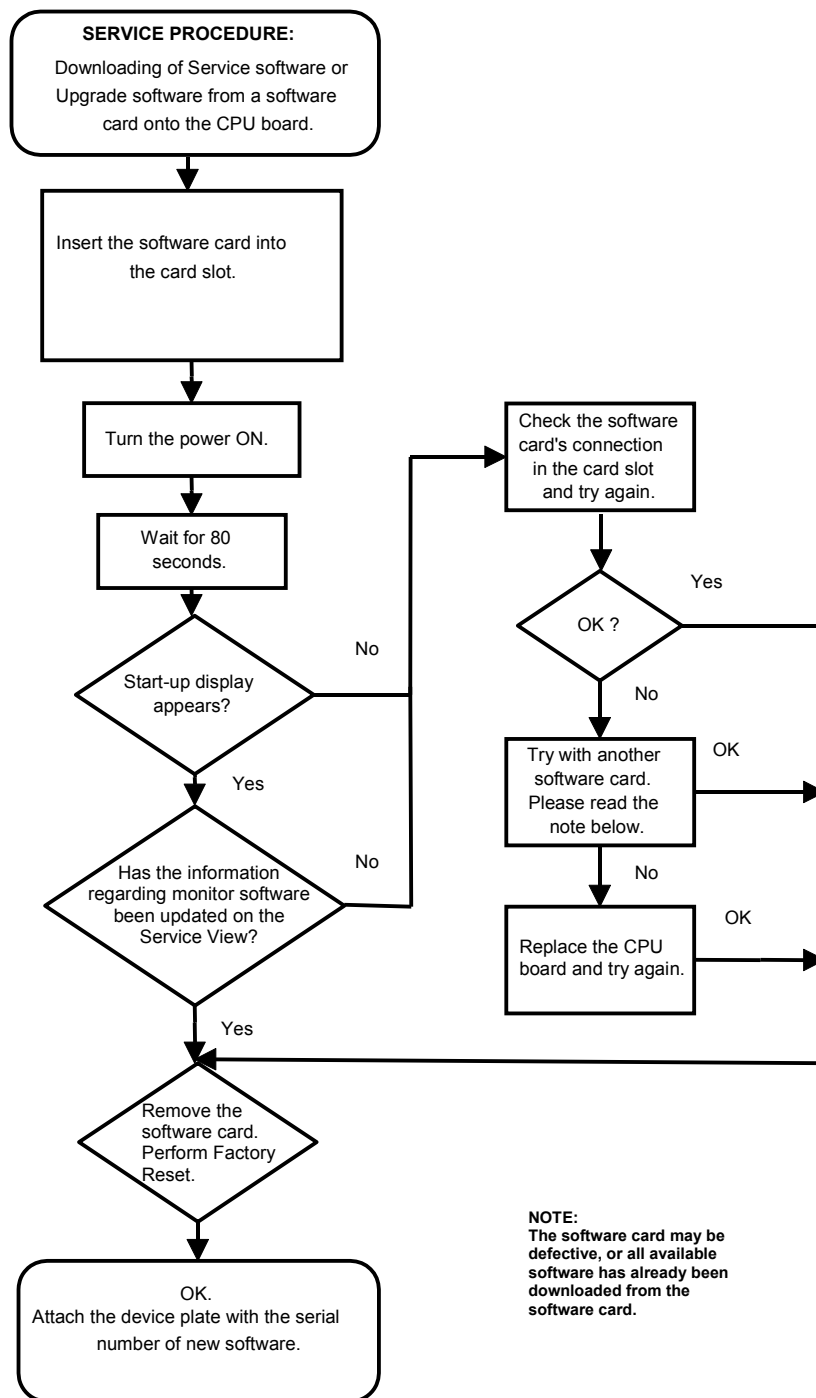 SERVICE PROCEDURE:
Downloading of Service software or
Upgrade software from a software
card onto the CPU board.
Insert the software card into
the card slot.
Turn the power ON.
Wait for 80
seconds.
Start-up display
appears?
No
Yes
Has the information
regarding monitor software
been updated on the
Service View?
No
Yes
Remove the
software card.
Perform Factory
Reset.
OK.
Attach the device plate with the serial
number of new software.
Check the software
card's connection
in the card slot
and try again.
OK ?
Yes
No
Try with another
software card.
Please read the
note below.
OK
No
Replace the CPU
board and try again.
OK
NOTE:
The software card may be
defective, or all available
software has already been
downloaded from the
software card.